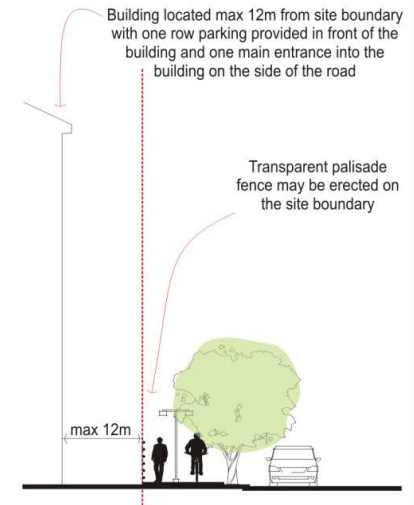 Building located max 12m from site boundary
with one row parking provided in front of the
building and one main entrance into the
building on the side of the road
Transparent palisade
fence may be erected on
the site boundary
max 12m